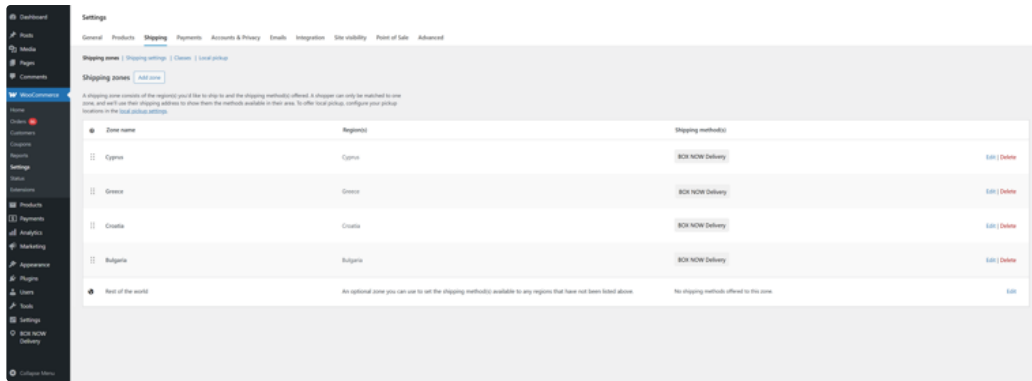 Dashboard
Posts
Media
Pages
Comments
WooCommerce
Home
Orders
Customers
Coupons
Reports
Settings
Status
Extensions
Products
Payments
Analytics
Marketing
Appearance
Plugins
Users
Tools
Settings
BOX NOW Delivery
Collapse Menu
Settings
General Products Shipping Payments Accounts & Privacy Emails Integration Site visibility Point of Sale Advanced
Shipping zones | Shipping settings | Classes | Local pickup
Shipping zones Add zone
A shipping zone consists of the region(s) you'd like to ship to and the shipping method(s) offered. A shopper can only be matched to one
zone, and we'll use their shipping address to show them the methods available in their area. To offer local pickup, configure your pickup
locations in the local pickup settings.
Zone name Region(s) Shipping method(s)
Cyprus Cyprus BOX NOW Delivery Edit | Delete
Greece Greece BOX NOW Delivery Edit | Delete
Croatia Croatia BOX NOW Delivery Edit | Delete
Bulgaria Bulgaria BOX NOW Delivery Edit | Delete
Rest of the world An optional zone you can use to set the shipping method(s) available to any regions that have not been listed above. No shipping methods offered to this zone. Edit